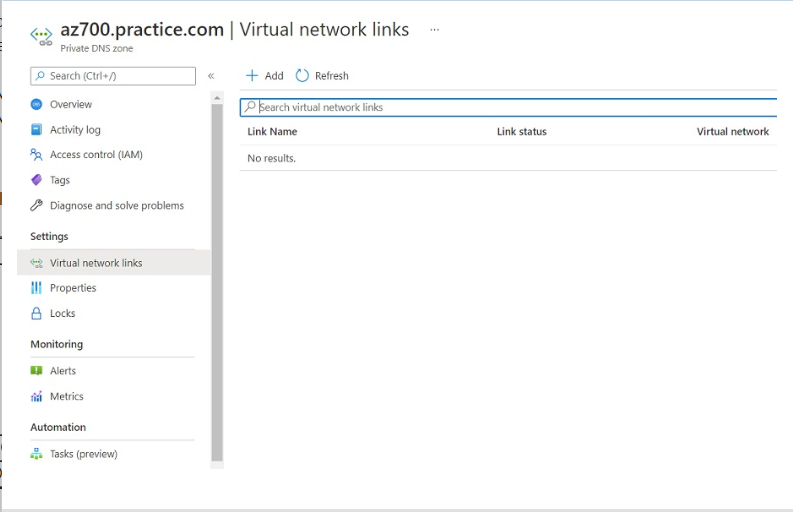 az700.practice.com | Virtual network links ...
Private DNS zone
Search (Ctrl+/)
«
Overview
Activity log
Access control (IAM)
Tags
Diagnose and solve problems
Settings
Virtual network links
Properties
Locks
Monitoring
Alerts
Metrics
Automation
Tasks (preview)
+ Add Refresh
Search virtual network links
Link Name Link status Virtual network
No results.